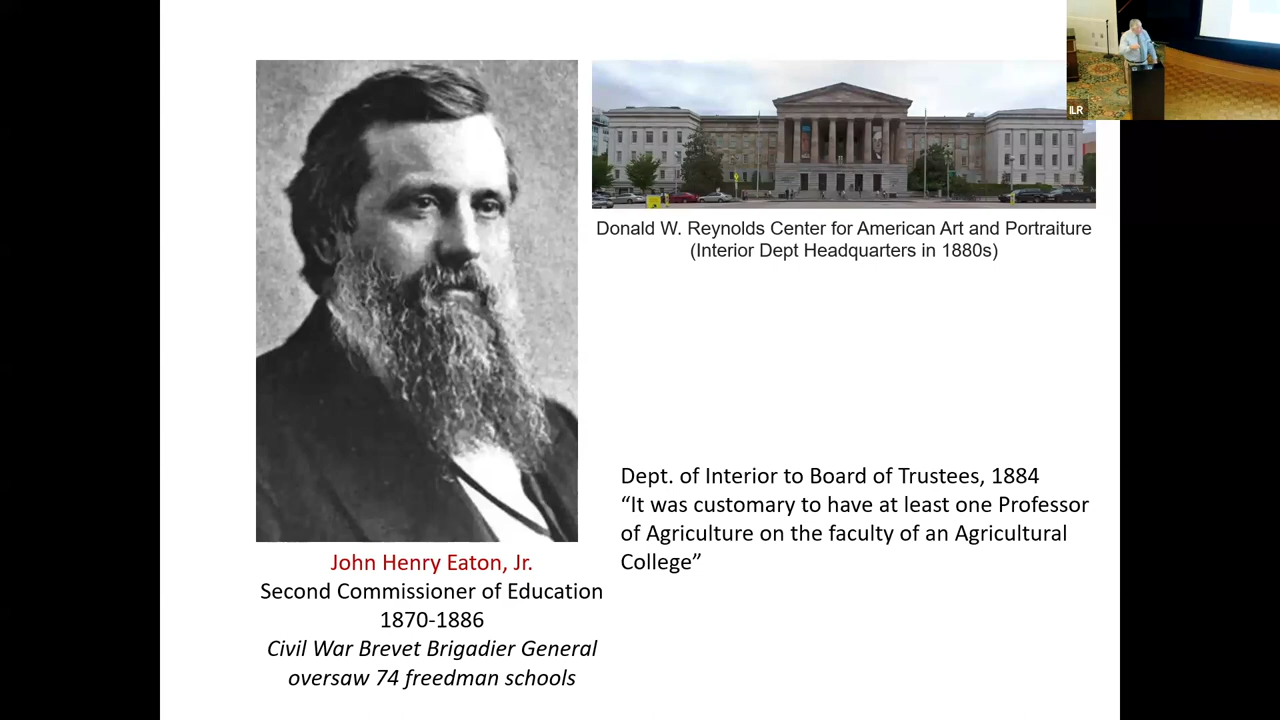 ILR
Donald W. Reynolds Center for American Art and Portraiture
(Interior Dept Headquarters in 1880s)
Dept. of Interior to Board of Trustees, 1884
“It was customary to have at least one Professor
of Agriculture on the faculty of an Agricultural
College”
John Henry Eaton, Jr.
Second Commissioner of Education
1870-1886
Civil War Brevet Brigadier General
oversaw 74 freedman schools